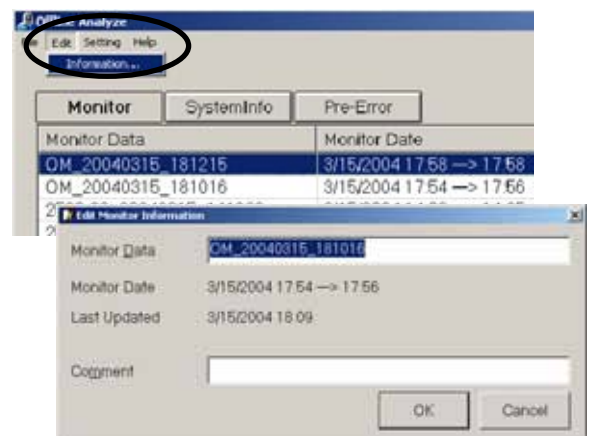 Offline Analyze
Edit Setting Help
Information...
Monitor SystemInfo Pre-Error
Monitor Data Monitor Date
OM_20040315_181215 3/15/2004 17:58 —> 17:58
OM_20040315_181016 3/15/2004 17:54 —> 17:56
Edit Monitor Information
Monitor Data OM_20040315_181016
Monitor Date 3/15/2004 17:54 —> 17:56
Last Updated 3/15/2004 18:09
Comment
OK Cancel